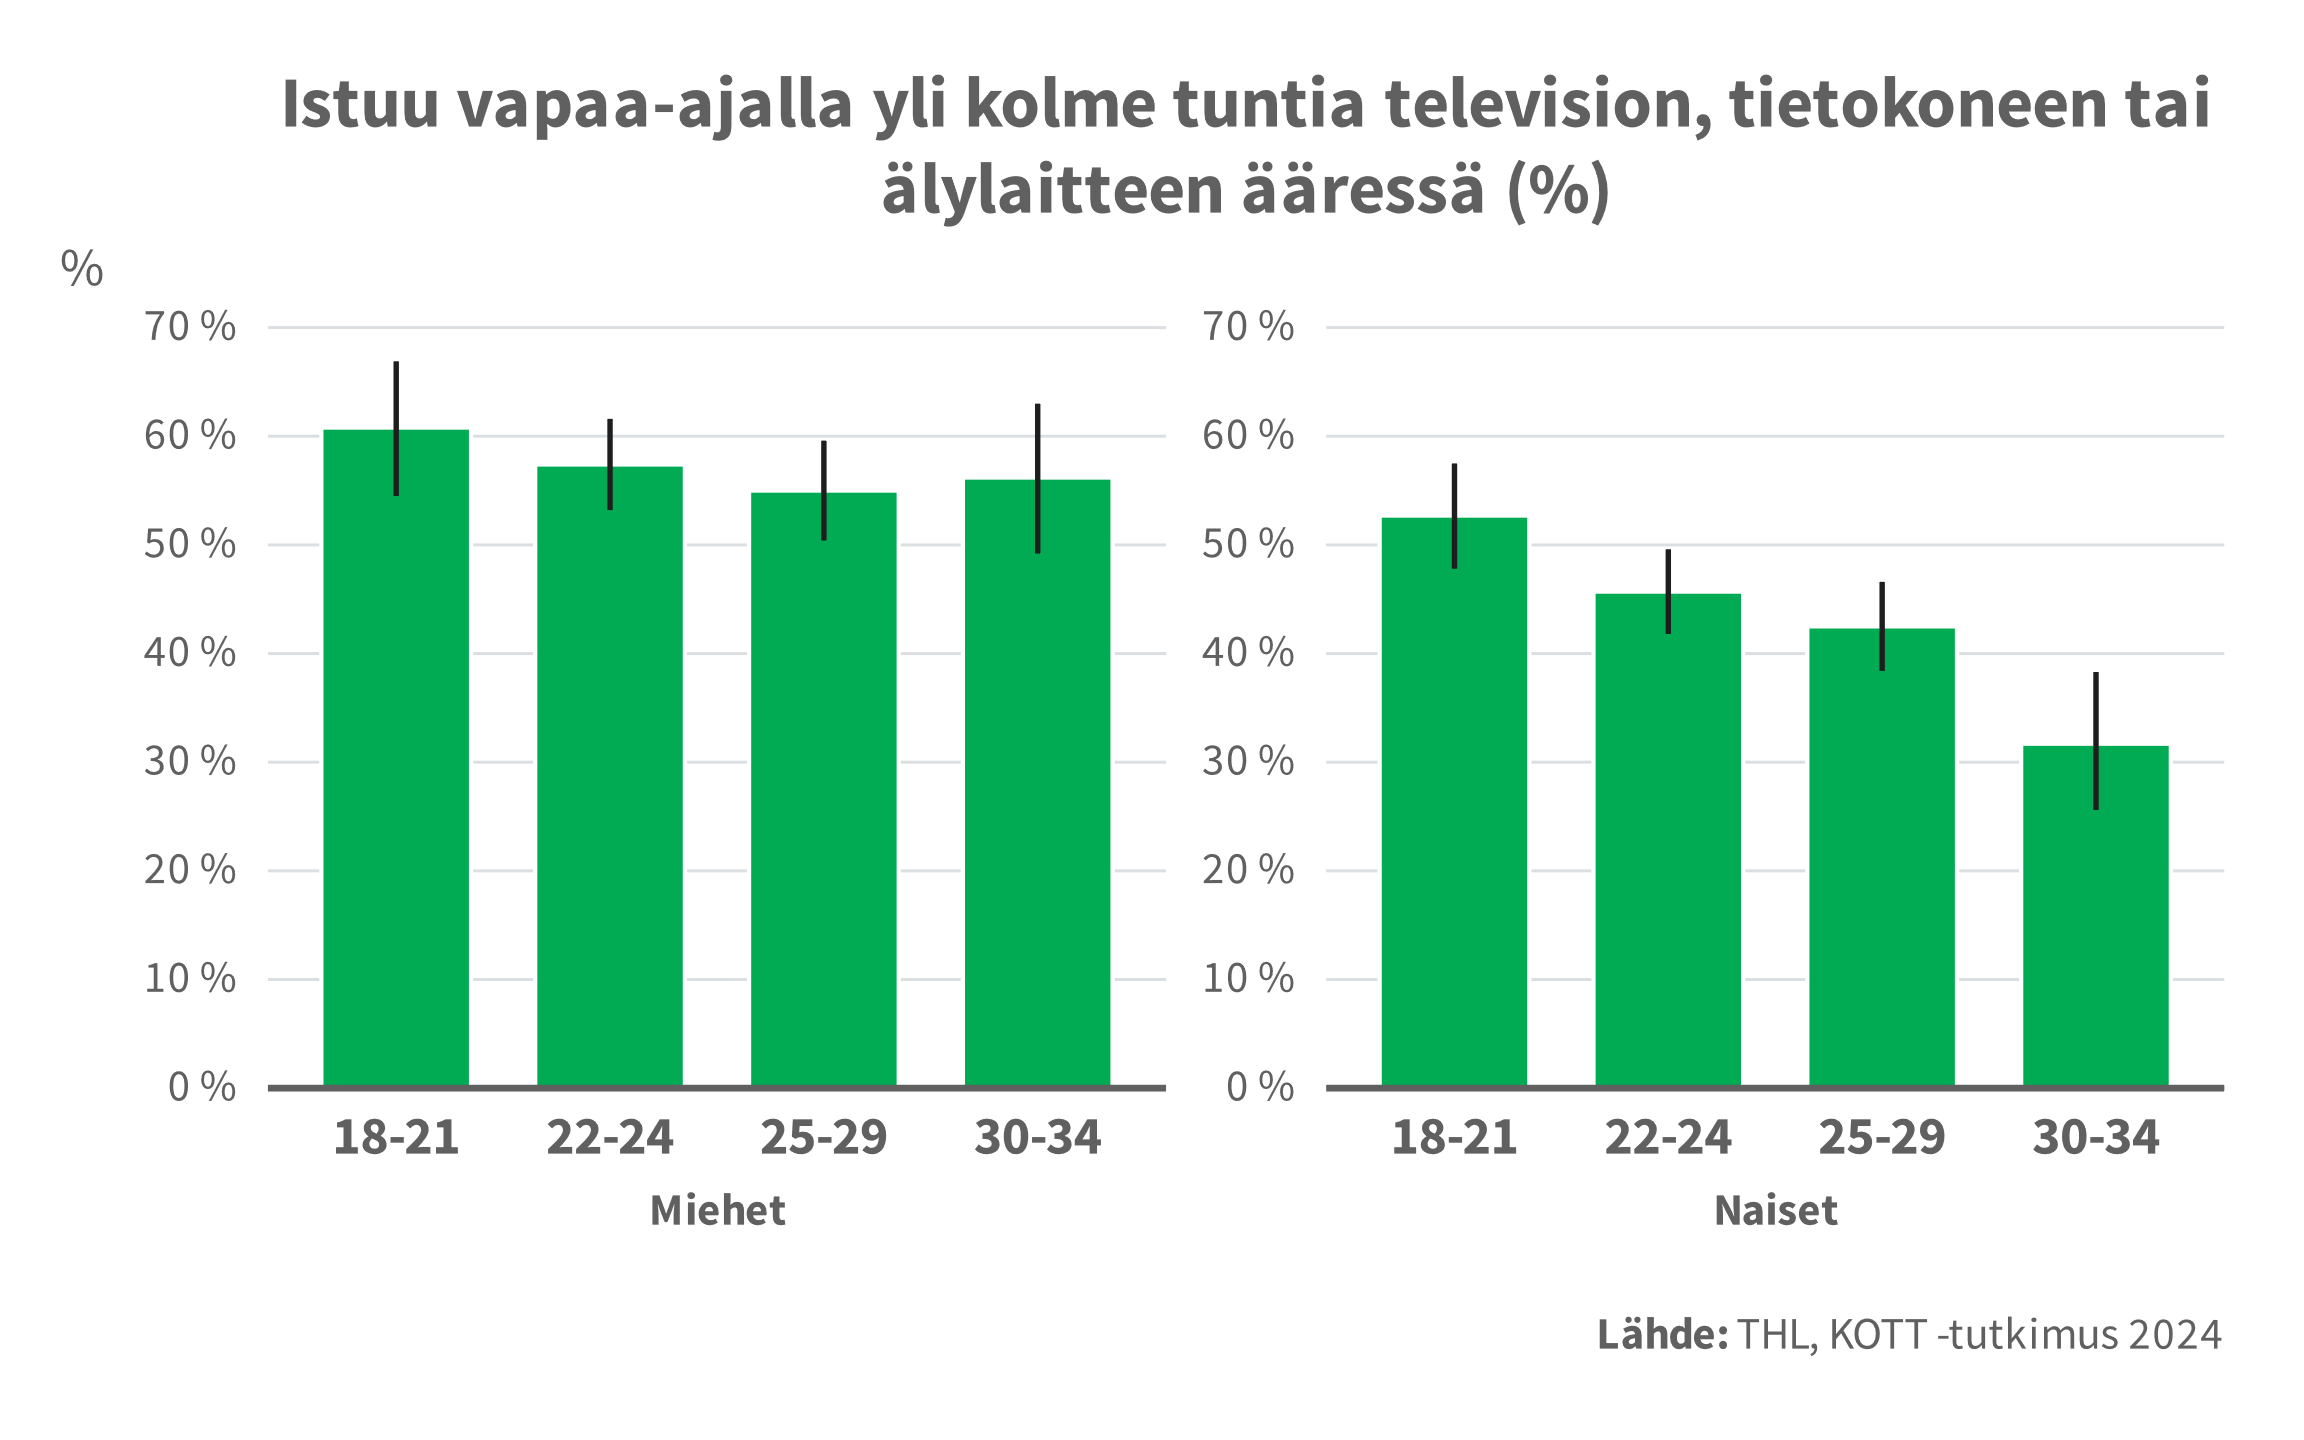 Istuu vapaa-ajalla yli kolme tuntia television, tietokoneen tai
älylaitteen ääressä (%)
%
70 %
60 %
50 %
40 %
30 %
20 %
10 %
0 %
18-21 22-24 25-29 30-34
Miehet
70 %
60 %
50 %
40 %
30 %
20 %
10 %
0 %
18-21 22-24 25-29 30-34
Naiset
Lähde: THL, KOTT -tutkimus 2024